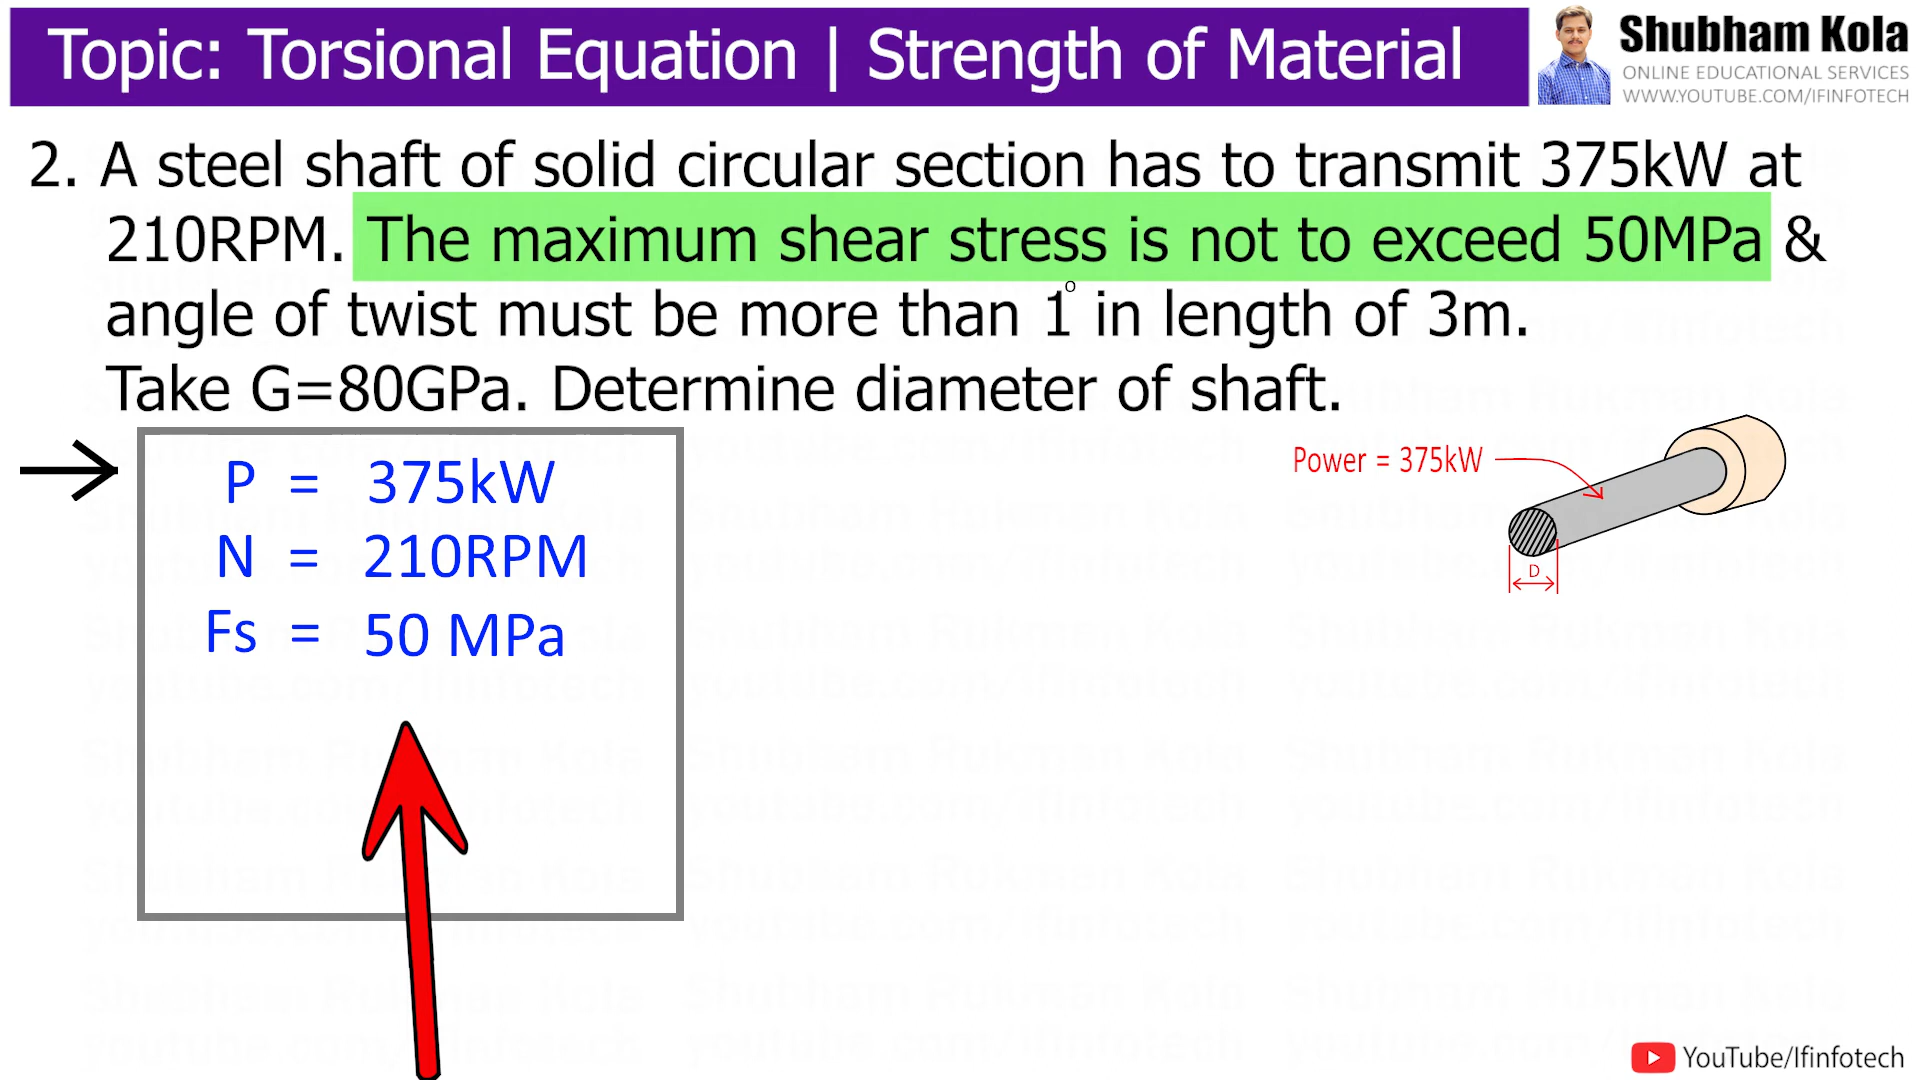 Topic: Torsional Equation | Strength of Material
Shubham Kola
ONLINE EDUCATIONAL SERVICES
WWW.YOUTUBE.COM/IFINFOTECH
2. A steel shaft of solid circular section has to transmit 375kW at
210RPM. The maximum shear stress is not to exceed 50MPa &
angle of twist must be more than 1° in length of 3m.
Take G=80GPa. Determine diameter of shaft.
P = 375kW
N = 210RPM
Fs = 50 MPa
Power = 375kW
D
YouTube/Ifinfotech